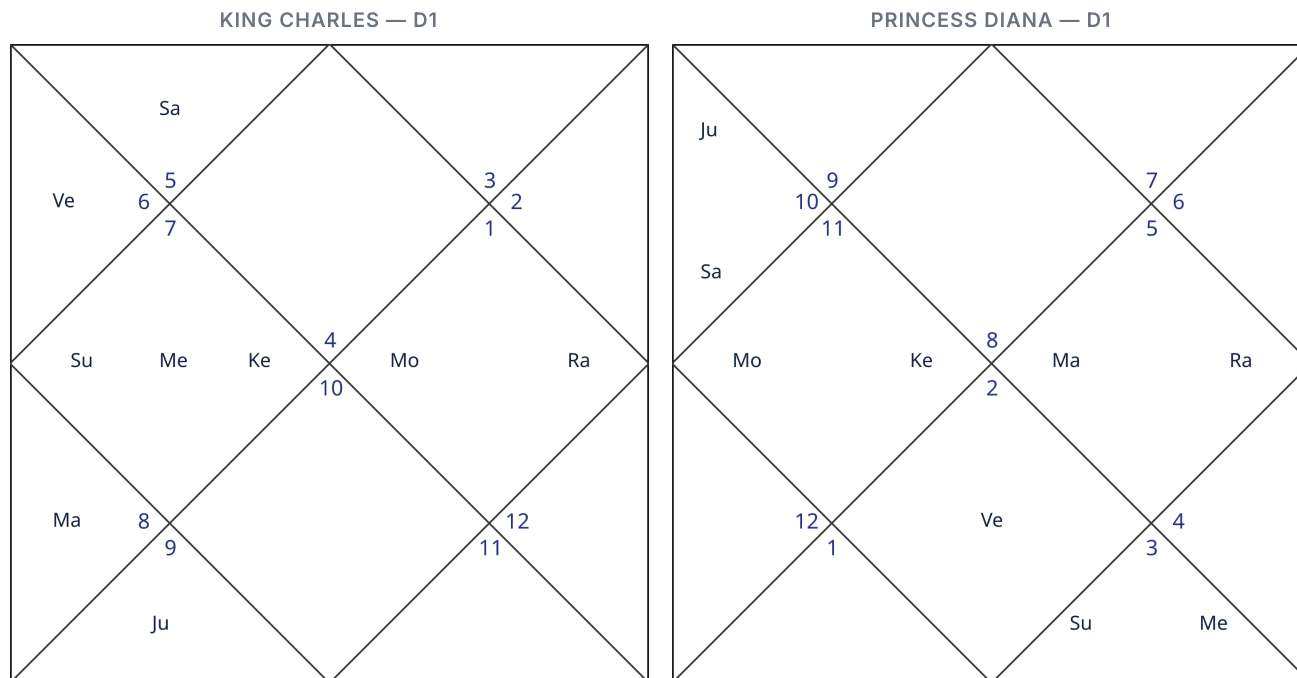 KING CHARLES — D1
PRINCESS DIANA — D1
Sa
5
3
Ve
6
2
7
1
4
Su
Me
Ke
Mo
Ra
10
Ma
8
12
9
11
Ju
Ju
9
7
10
6
11
5
Sa
8
Mo
Ke
Ma
Ra
2
Ve
12
4
1
3
Su
Me